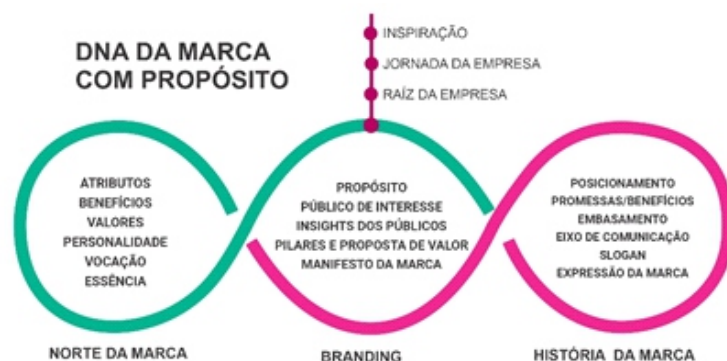 DNA DA MARCA
COM PROPÓSITO
INSPIRAÇÃO
JORNADA DA EMPRESA
RAÍZ DA EMPRESA
ATRIBUTOS
BENEFÍCIOS
VALORES
PERSONALIDADE
VOCAÇÃO
ESSÊNCIA
PROPÓSITO
PÚBLICO DE INTERESSE
INSIGHTS DOS PÚBLICOS
PILARES E PROPOSTA DE VALOR
MANIFESTO DA MARCA
POSICIONAMENTO
PROMESSAS/BENEFÍCIOS
EMBASAMENTO
EIXO DE COMUNICAÇÃO
SLOGAN
EXPRESSÃO DA MARCA
NORTE DA MARCA
BRANDING
HISTÓRIA DA MARCA